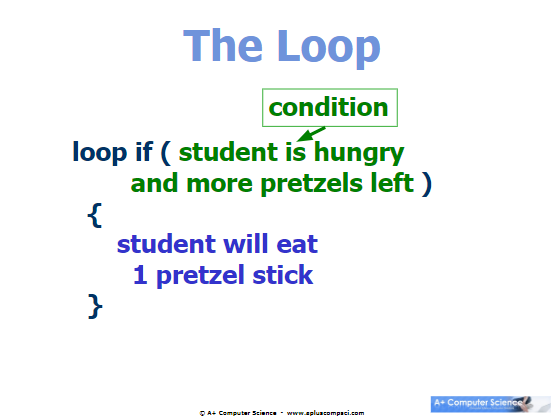 The Loop
condition
loop if ( student is hungry
and more pretzels left )
{
student will eat
1 pretzel stick
}
© A+ Computer Science - www.apluscompsci.com
A+ Computer Science